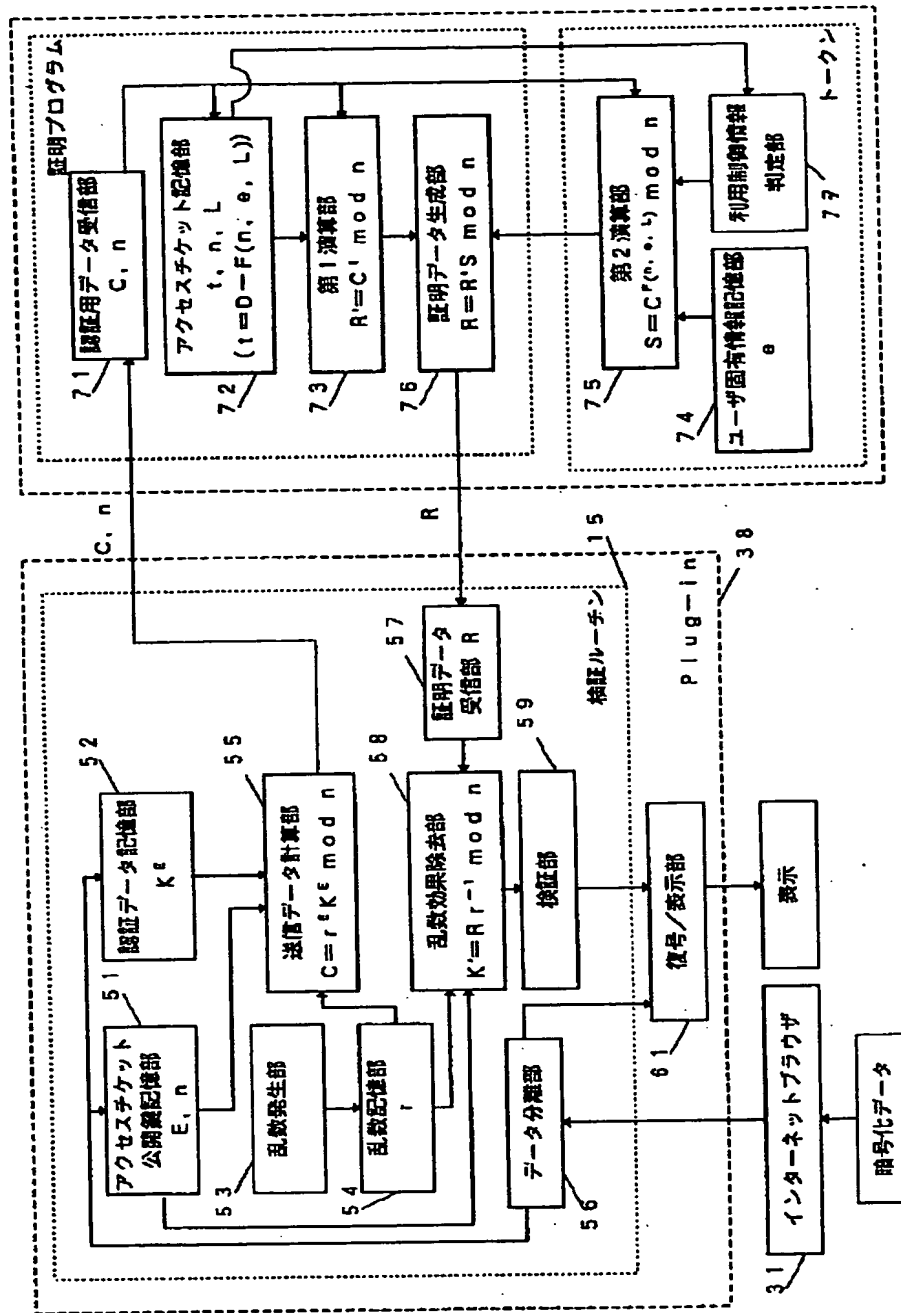 証明プログラム
71
認証用データ受信部
C, n
72
アクセスチケット記憶部
t, n, L
(t=D-F(n, e, L))
73
第1演算部
R'=Cᵗ mod n
76
証明データ生成部
R=R'S mod n
75
第2演算部
S=C^F(n, e, L) mod n
74
ユーザ固有情報記憶部
e
利用制御情報
判定部
77
トークン
C, n
R
52
認証データ記憶部
Kᴱ
51
アクセスチケット
公開鍵記憶部
E, n
55
送信データ計算部
C=rᴱKᴱ mod n
53
乱数発生部
54
乱数記憶部
r
57
証明データ
受信部 R
58
乱数効果除去部
K'=Rr⁻¹ mod n
59
検証部
56
データ分離部
15
検証ルーチン
Plug-in
38
61
復号/表示部
表示
31
インターネットブラウザ
暗号化データ